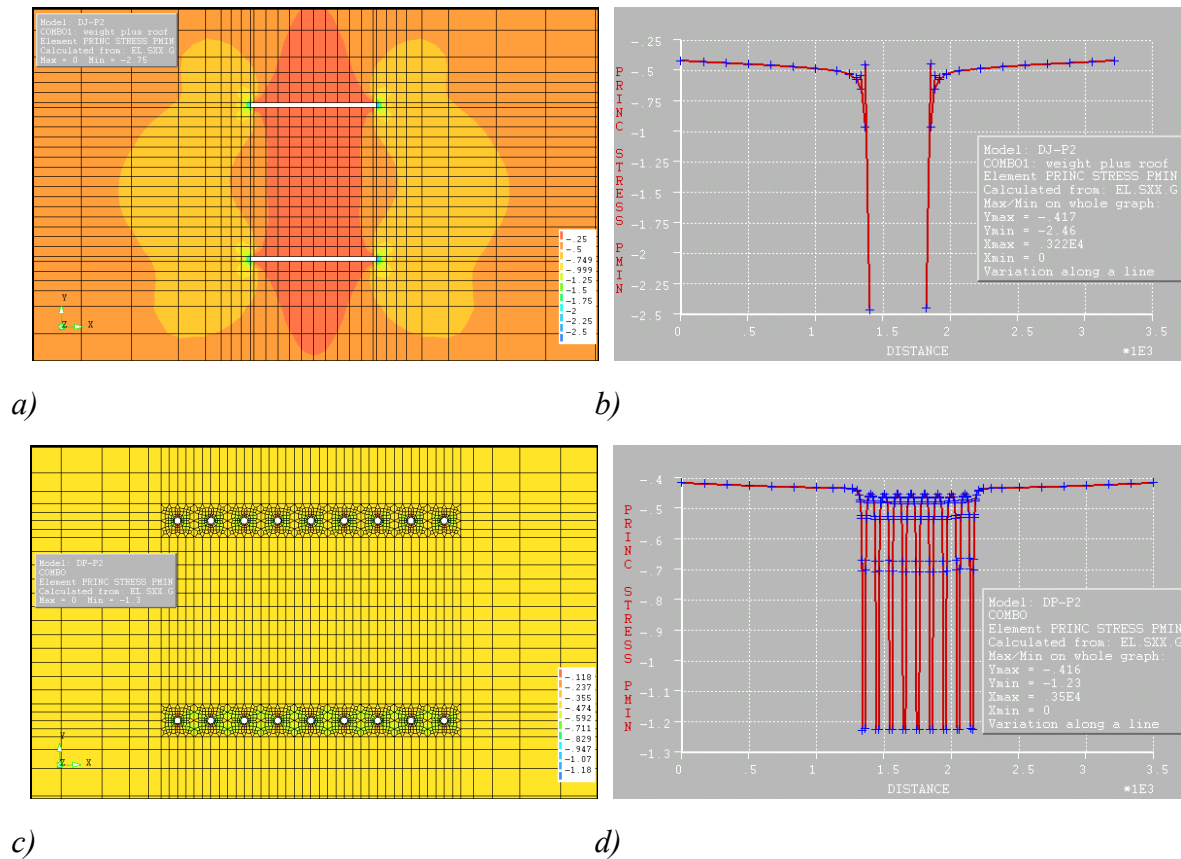 Model: DJ-P2
COMBO1: weight plus roof
Element PRINC STRESS PMIN
Calculated from: EL.SXX.G
Max = 0 Min = -2.75
-.25
-.5
-.749
-.999
-1.25
-1.5
-1.75
-2
-2.25
-2.5
Y
Z X
a)
PRINC STRESS PMIN
-.25
-.5
-.75
-1
-1.25
-1.5
-1.75
-2
-2.25
-2.5
Model: DJ-P2
COMBO1: weight plus roof
Element PRINC STRESS PMIN
Calculated from: EL.SXX.G
Max/Min on whole graph:
Ymax = -.417
Ymin = -2.46
Xmax = .322E4
Xmin = 0
Variation along a line
0 .5 1 1.5 2 2.5 3 3.5
DISTANCE *1E3
b)
Model: DP-P2
COMBO
Element PRINC STRESS PMIN
Calculated from: EL.SXX.G
Max = 0 Min = -1.3
-.118
-.237
-.355
-.474
-.592
-.711
-.829
-.947
-1.07
-1.18
Y
Z X
c)
PRINC STRESS PMIN
-.4
-.5
-.6
-.7
-.8
-.9
-1
-1.1
-1.2
-1.3
Model: DP-P2
COMBO
Element PRINC STRESS PMIN
Calculated from: EL.SXX.G
Max/Min on whole graph:
Ymax = -.416
Ymin = -1.23
Xmax = .35E4
Xmin = 0
Variation along a line
0 .5 1 1.5 2 2.5 3 3.5
DISTANCE *1E3
d)